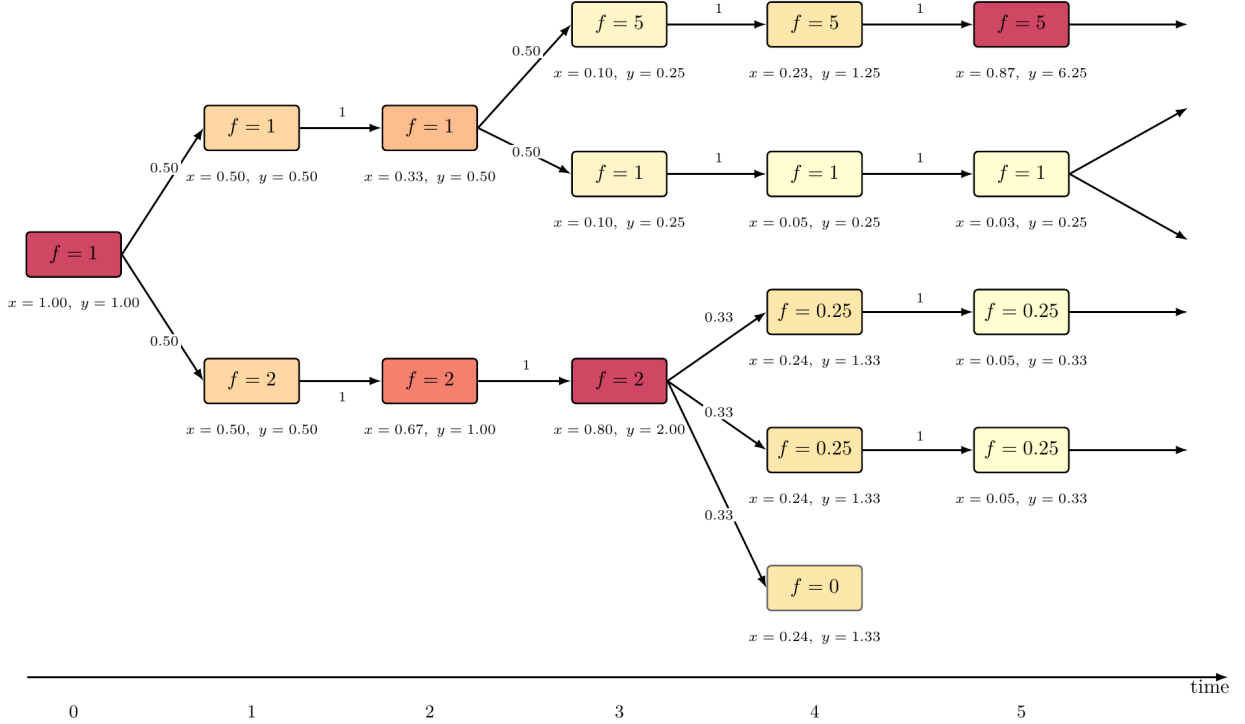 f = 5
1
f = 5
1
f = 5
0.50
x = 0.10, y = 0.25
x = 0.23, y = 1.25
x = 0.87, y = 6.25
f = 1
1
f = 1
0.50
0.50
x = 0.50, y = 0.50
x = 0.33, y = 0.50
f = 1
1
f = 1
1
f = 1
x = 0.10, y = 0.25
x = 0.05, y = 0.25
x = 0.03, y = 0.25
f = 1
x = 1.00, y = 1.00
0.50
f = 2
1
f = 2
1
f = 2
x = 0.50, y = 0.50
x = 0.67, y = 1.00
x = 0.80, y = 2.00
0.33
f = 0.25
1
f = 0.25
x = 0.24, y = 1.33
x = 0.05, y = 0.33
0.33
f = 0.25
1
f = 0.25
x = 0.24, y = 1.33
x = 0.05, y = 0.33
0.33
f = 0
x = 0.24, y = 1.33
time
0 1 2 3 4 5